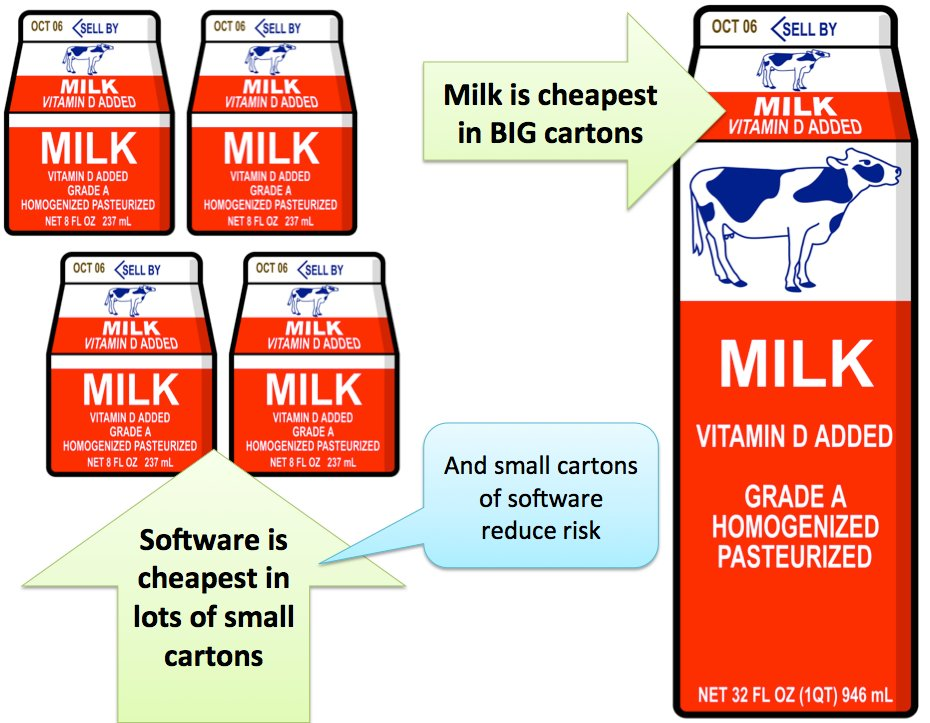 OCT 06 SELL BY
MILK
VITAMIN D ADDED
MILK
VITAMIN D ADDED
GRADE A
HOMOGENIZED PASTEURIZED
NET 8 FL OZ 237 mL
OCT 06 SELL BY
MILK
VITAMIN D ADDED
MILK
VITAMIN D ADDED
GRADE A
HOMOGENIZED PASTEURIZED
NET 8 FL OZ 237 mL
Milk is cheapest
in BIG cartons
OCT 06 SELL BY
MILK
VITAMIN D ADDED
MILK
VITAMIN D ADDED
GRADE A
HOMOGENIZED
PASTEURIZED
NET 32 FL OZ (1QT) 946 mL
OCT 06 SELL BY
MILK
VITAMIN D ADDED
MILK
VITAMIN D ADDED
GRADE A
HOMOGENIZED PASTEURIZED
NET 8 FL OZ 237 mL
OCT 06 SELL BY
MILK
VITAMIN D ADDED
MILK
VITAMIN D ADDED
GRADE A
HOMOGENIZED PASTEURIZED
NET 8 FL OZ 237 mL
And small cartons
of software
reduce risk
Software is
cheapest in
lots of small
cartons